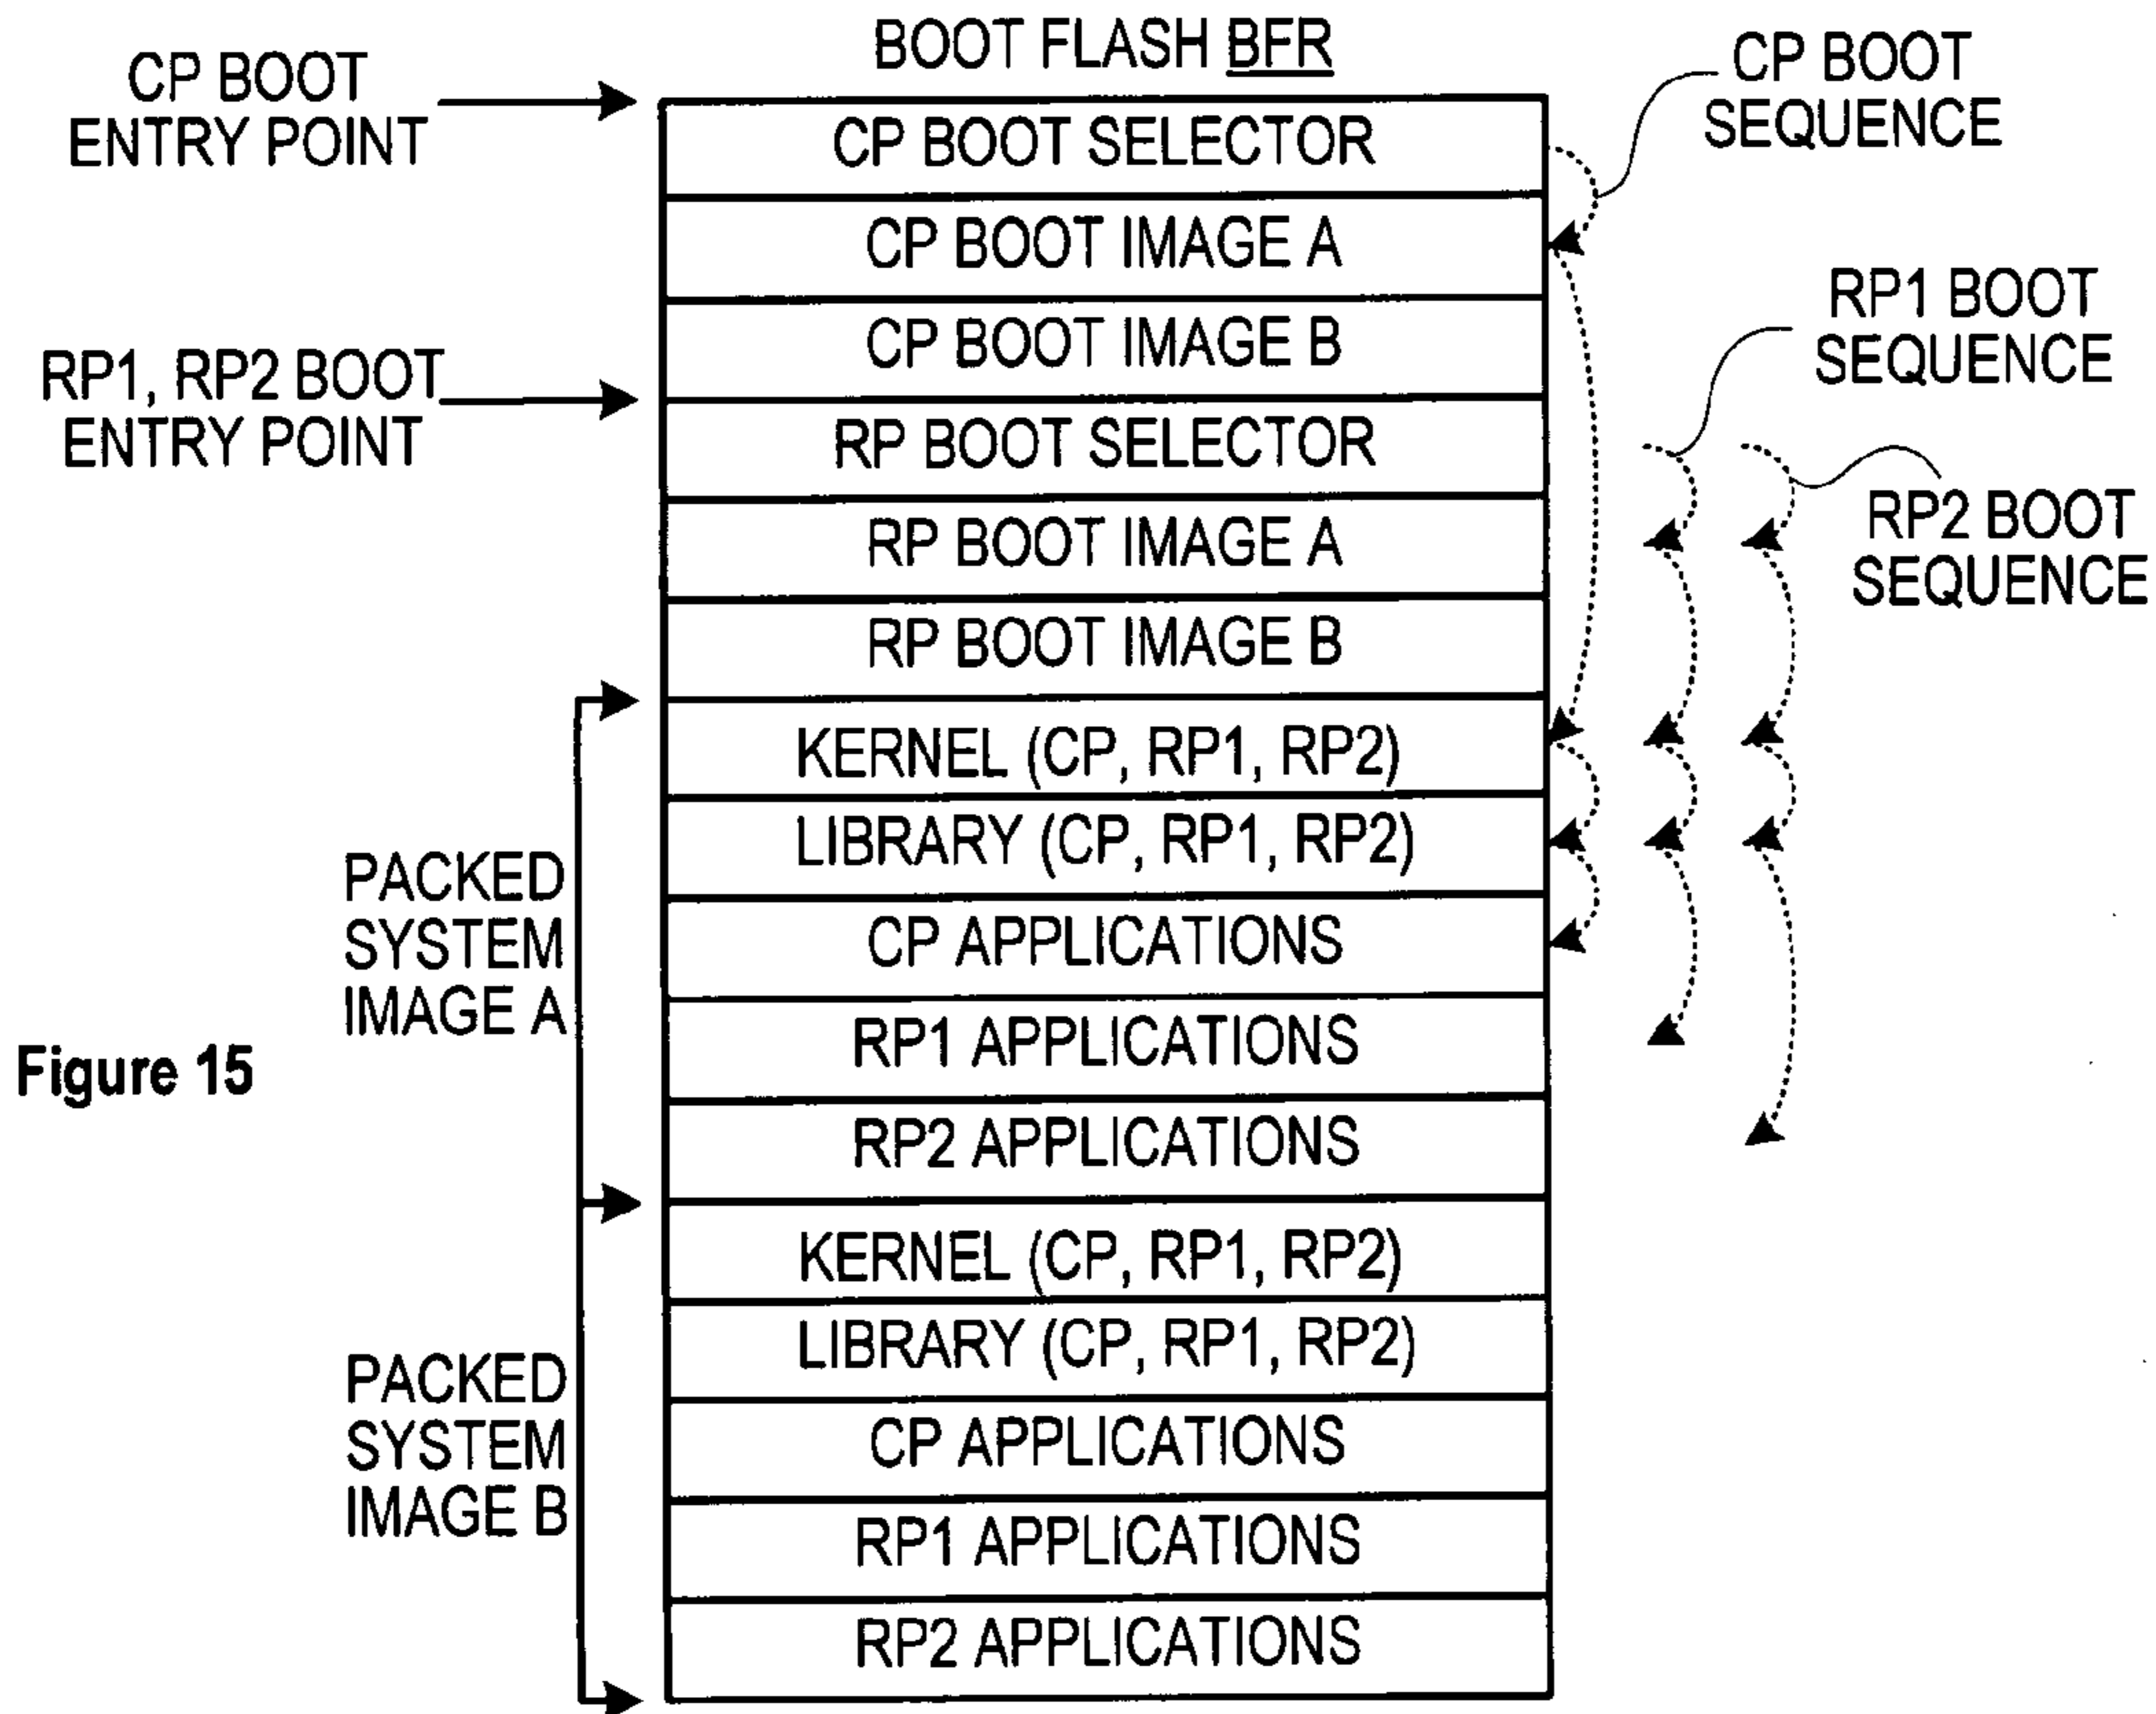 BOOT FLASH BFR
CP BOOT
ENTRY POINT
CP BOOT
SEQUENCE
CP BOOT SELECTOR
CP BOOT IMAGE A
RP1 BOOT
SEQUENCE
CP BOOT IMAGE B
RP1, RP2 BOOT
ENTRY POINT
RP BOOT SELECTOR
RP2 BOOT
SEQUENCE
RP BOOT IMAGE A
RP BOOT IMAGE B
KERNEL (CP, RP1, RP2)
LIBRARY (CP, RP1, RP2)
PACKED
SYSTEM
IMAGE A
CP APPLICATIONS
RP1 APPLICATIONS
Figure 15
RP2 APPLICATIONS
KERNEL (CP, RP1, RP2)
LIBRARY (CP, RP1, RP2)
PACKED
SYSTEM
IMAGE B
CP APPLICATIONS
RP1 APPLICATIONS
RP2 APPLICATIONS